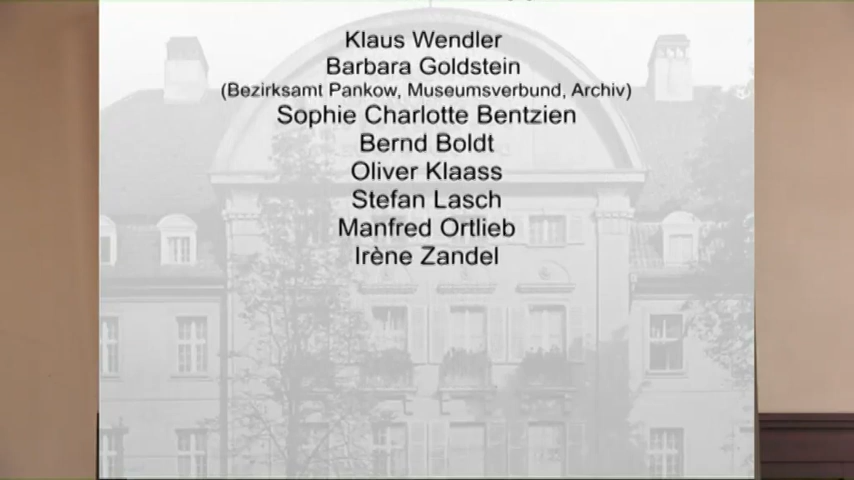 Klaus Wendler
Barbara Goldstein
(Bezirksamt Pankow, Museumsverbund, Archiv)
Sophie Charlotte Bentzien
Bernd Boldt
Oliver Klaass
Stefan Lasch
Manfred Ortlieb
Irène Zandel